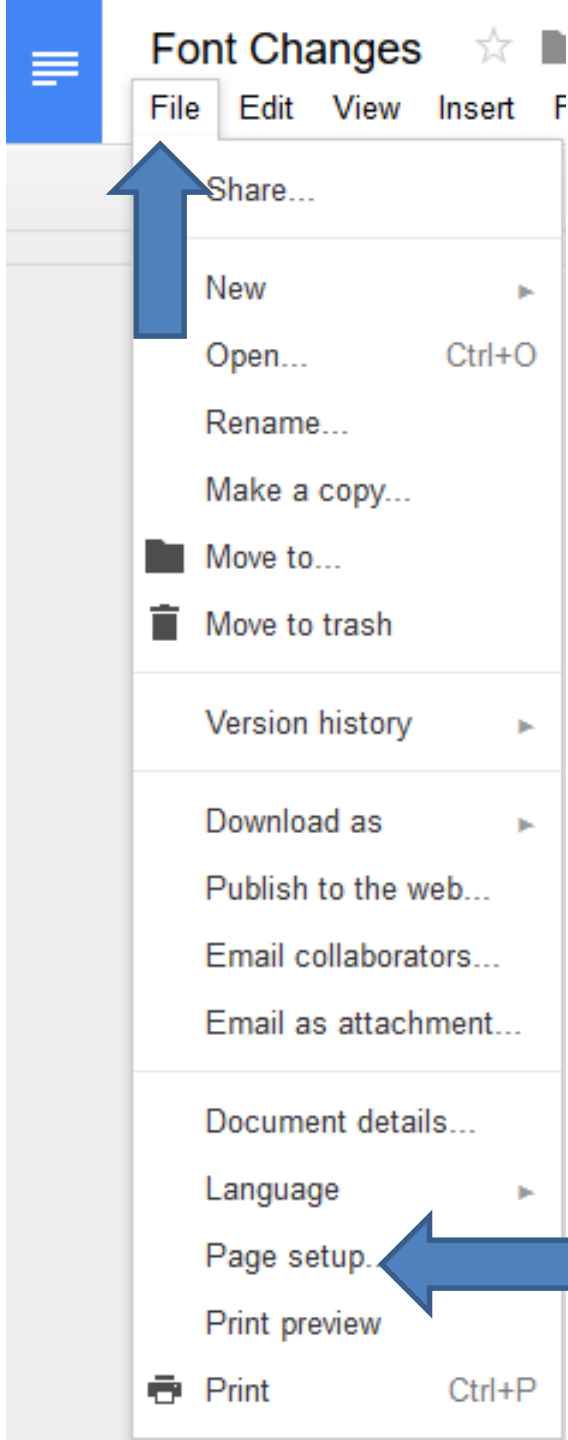 Font Changes
File Edit View Insert F
Share...
New
Open... Ctrl+O
Rename...
Make a copy...
Move to...
Move to trash
Version history
Download as
Publish to the web...
Email collaborators...
Email as attachment...
Document details...
Language
Page setup..
Print preview
Print Ctrl+P